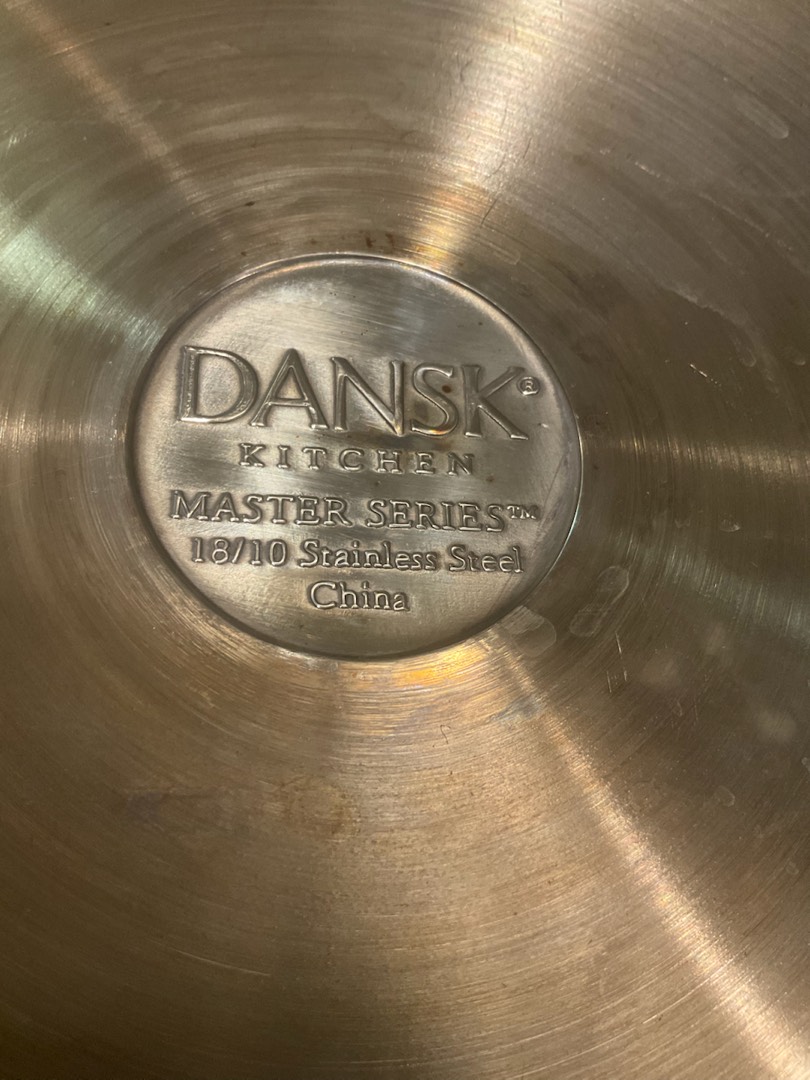 DANSK®
KITCHEN
MASTER SERIES™
18/10 Stainless Steel
China